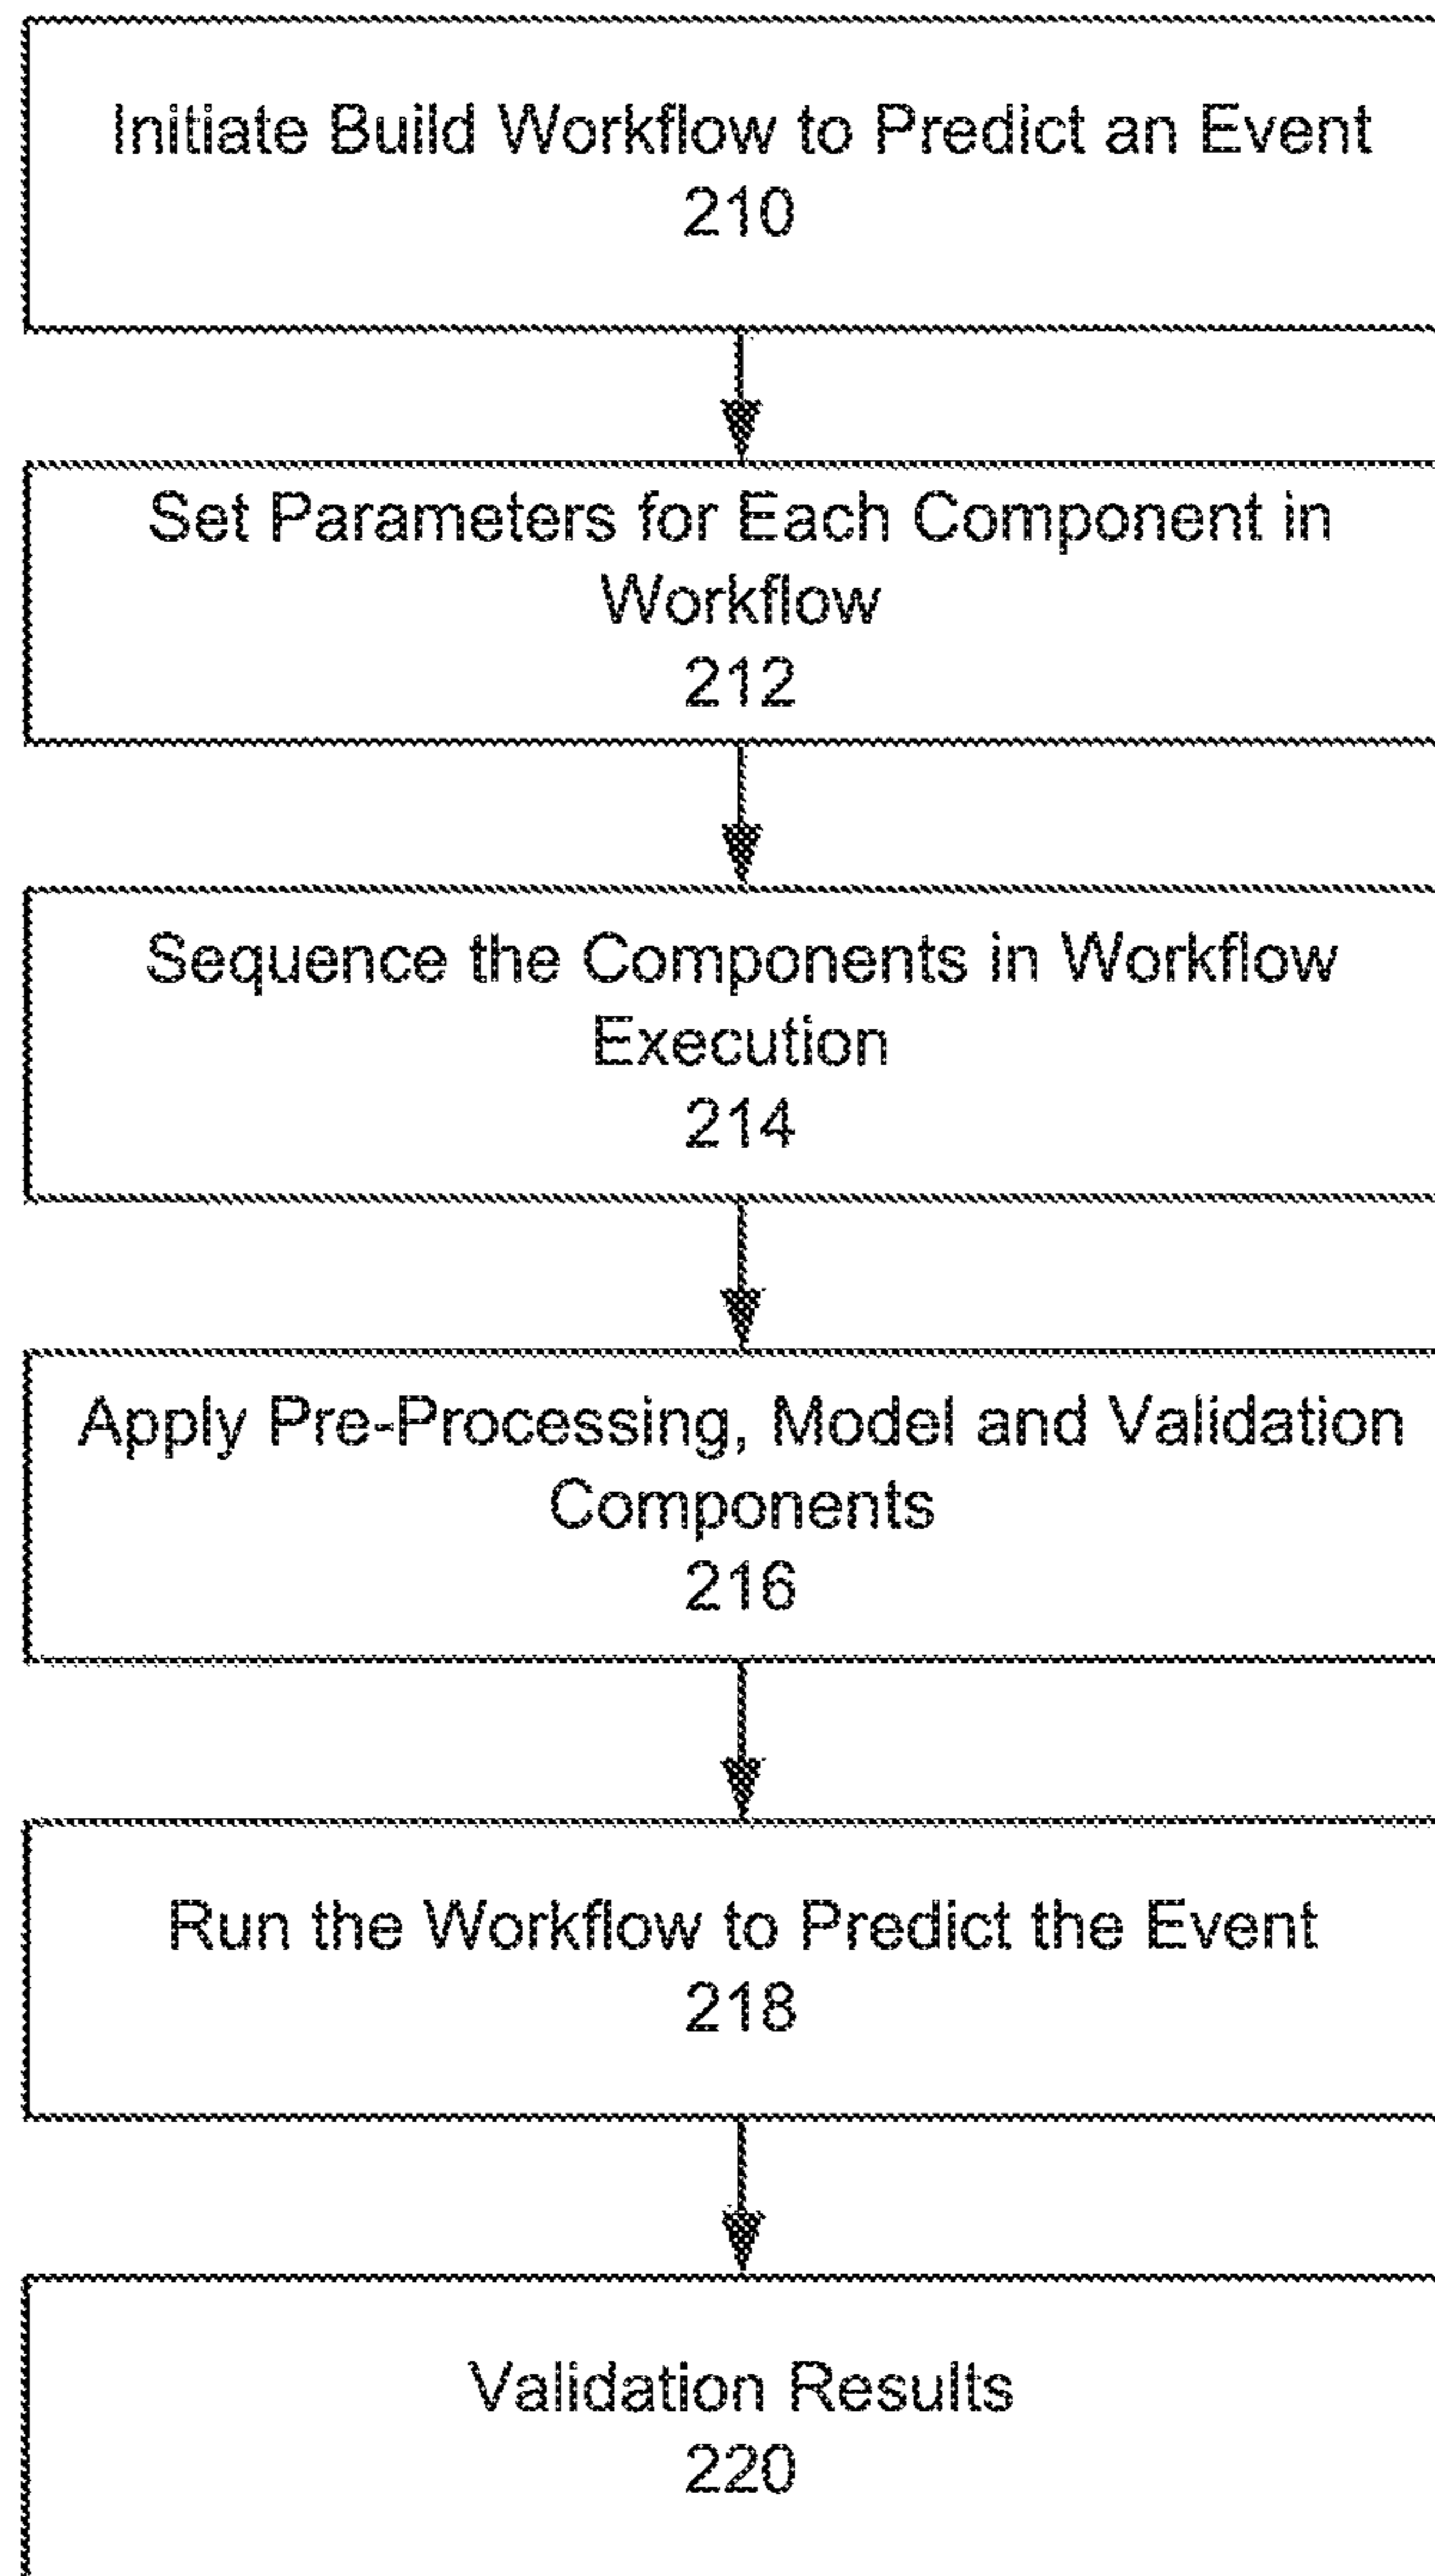 Initiate Build Workflow to Predict an Event
210
Set Parameters for Each Component in
Workflow
212
Sequence the Components in Workflow
Execution
214
Apply Pre-Processing, Model and Validation
Components
216
Run the Workflow to Predict the Event
218
Validation Results
220